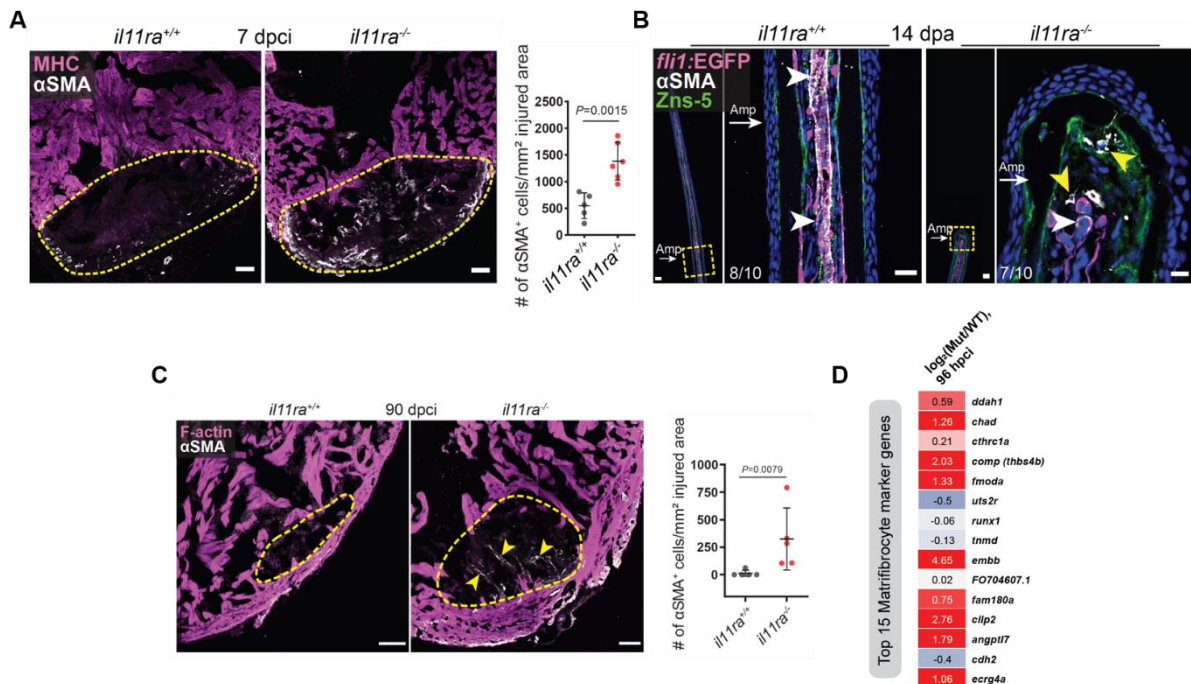 A
il11ra+/+ 7 dpci il11ra-/-
MHC
αSMA
# of αSMA+ cells/mm² injured area
2500
2000
1500
1000
500
0
P=0.0015
il11ra+/+
il11ra-/-
B
il11ra+/+ 14 dpa il11ra-/-
fli1:EGFP
αSMA
Zns-5
Amp
Amp
8/10
Amp
Amp
7/10
C
il11ra+/+ 90 dpci il11ra-/-
F-actin
αSMA
# of αSMA+ cells/mm² injured area
1000
750
500
250
0
P=0.0079
il11ra+/+
il11ra-/-
D
log₂(Mut/WT),
96 hpci
Top 15 Matrifibrocyte marker genes
0.59 ddah1
1.26 chad
0.21 cthrc1a
2.03 comp (thbs4b)
1.33 fmoda
-0.5 uts2r
-0.06 runx1
-0.13 tnmd
4.65 embb
0.02 FO704607.1
0.75 fam180a
2.76 cilp2
1.79 angptl7
-0.4 cdh2
1.06 ecrg4a